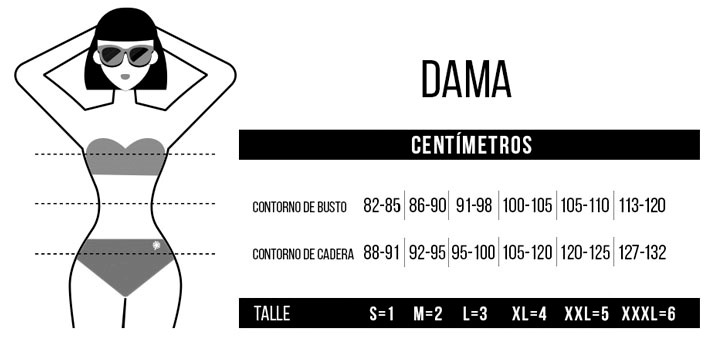 DAMA
CENTÍMETROS
CONTORNO DE BUSTO 82-85 86-90 91-98 100-105 105-110 113-120
CONTORNO DE CADERA 88-91 92-95 95-100 105-120 120-125 127-132
TALLE S=1 M=2 L=3 XL=4 XXL=5 XXXL=6